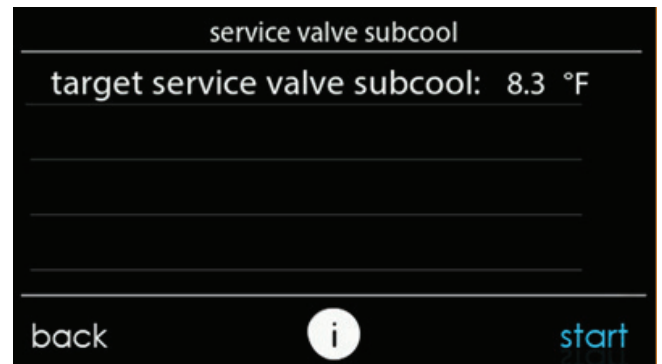 service valve subcool
target service valve subcool: 8.3 °F
back i start